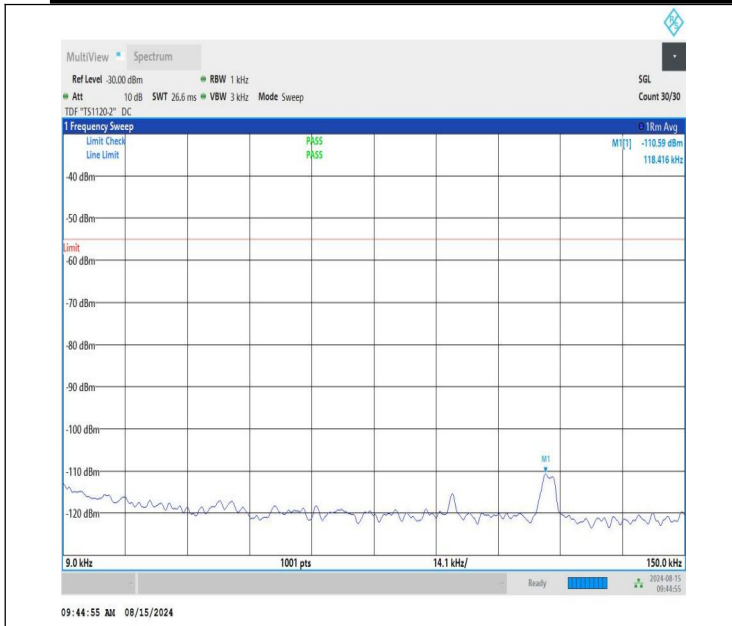 R S
MultiView Spectrum
Ref Level -30.00 dBm RBW 1 kHz SGL
Att 10 dB SWT 26.6 ms VBW 3 kHz Mode Sweep Count 30/30
TDF "TS1120-2" DC
1 Frequency Sweep 1Rm Avg
Limit Check PASS M1[1] -110.59 dBm
Line Limit PASS 118.416 kHz
-40 dBm
-50 dBm
Limit
-60 dBm
-70 dBm
-80 dBm
-90 dBm
-100 dBm
M1
-110 dBm
-120 dBm
9.0 kHz 1001 pts 14.1 kHz/ 150.0 kHz
Ready 2024-08-15
09:44:55
09:44:55 AM 08/15/2024